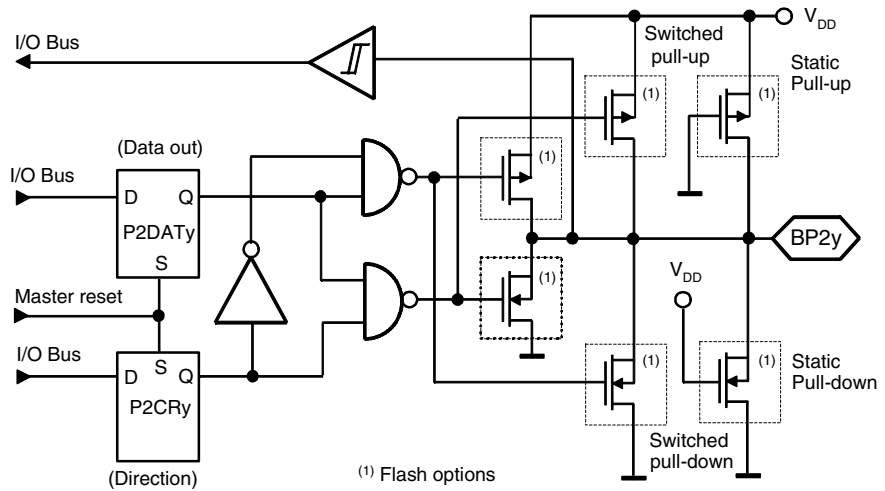 I/O Bus
Switched
pull-up
V_DD
Static
Pull-up
(1)
(1)
(Data out)
I/O Bus
D
Q
P2DATy
S
(1)
BP2y
Master reset
(1)
V_DD
I/O Bus
D
S
Q
P2CRy
(1)
(1)
Static
Pull-down
Switched
pull-down
(Direction)
(1) Flash options